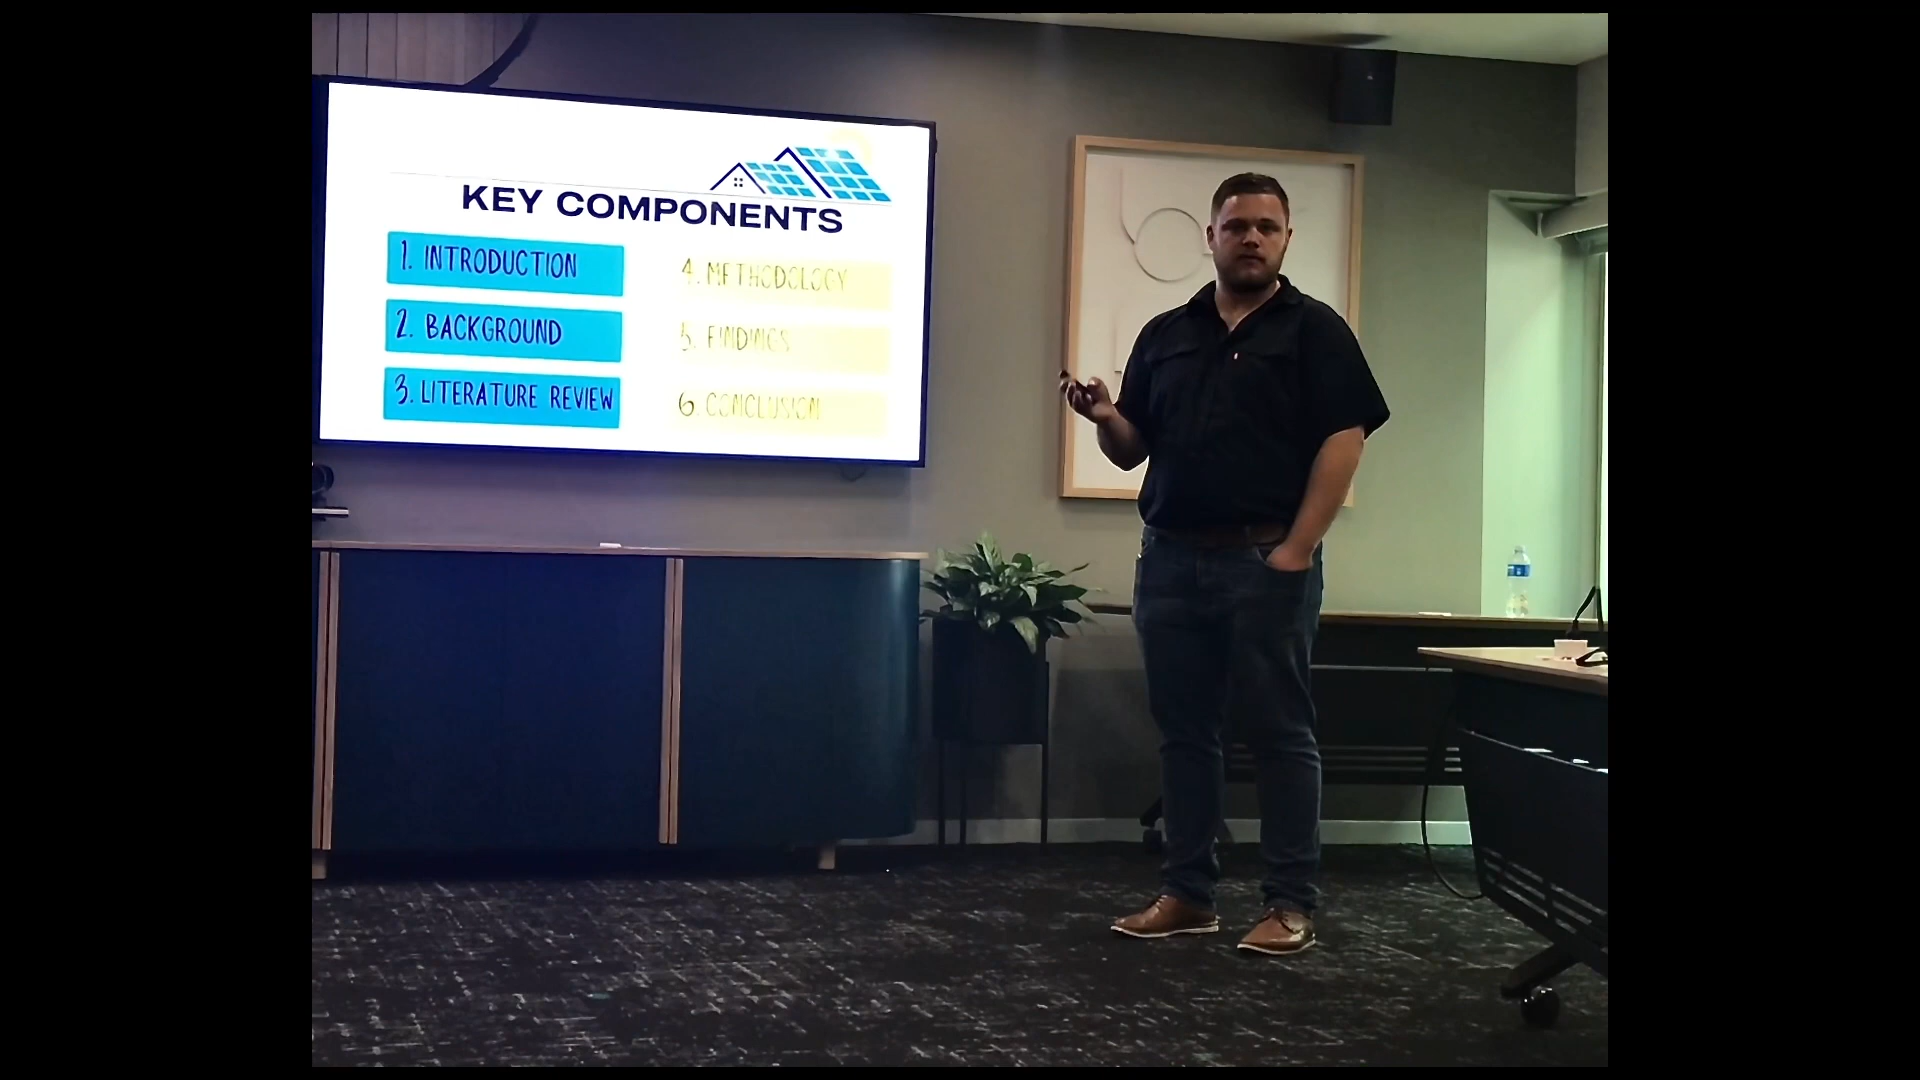 KEY COMPONENTS
1. INTRODUCTION
2. BACKGROUND
3. LITERATURE REVIEW
4. METHODOLOGY
5. FINDINGS
6 CONCLUSION